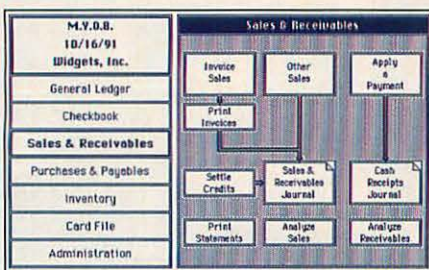 M.Y.O.B.
10/16/91
Widgets, Inc.
General Ledger
Checkbook
Sales & Receivables
Purchases & Payables
Inventory
Card File
Administration
Sales & Receivables
Invoice
Sales
Other
Sales
Apply
a
Payment
Print
Invoices
Settle
Credits
Sales &
Receivables
Journal
Cash
Receipts
Journal
Print
Statements
Analyze
Sales
Analyze
Receivables